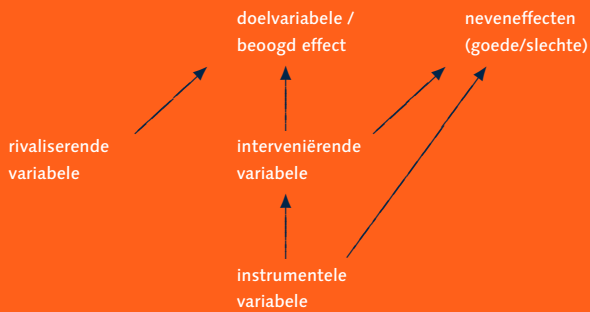 doelvariabele /
beoogd effect
neveneffecten
(goede/slechte)
rivaliserende
variabele
interveniërende
variabele
instrumentele
variabele